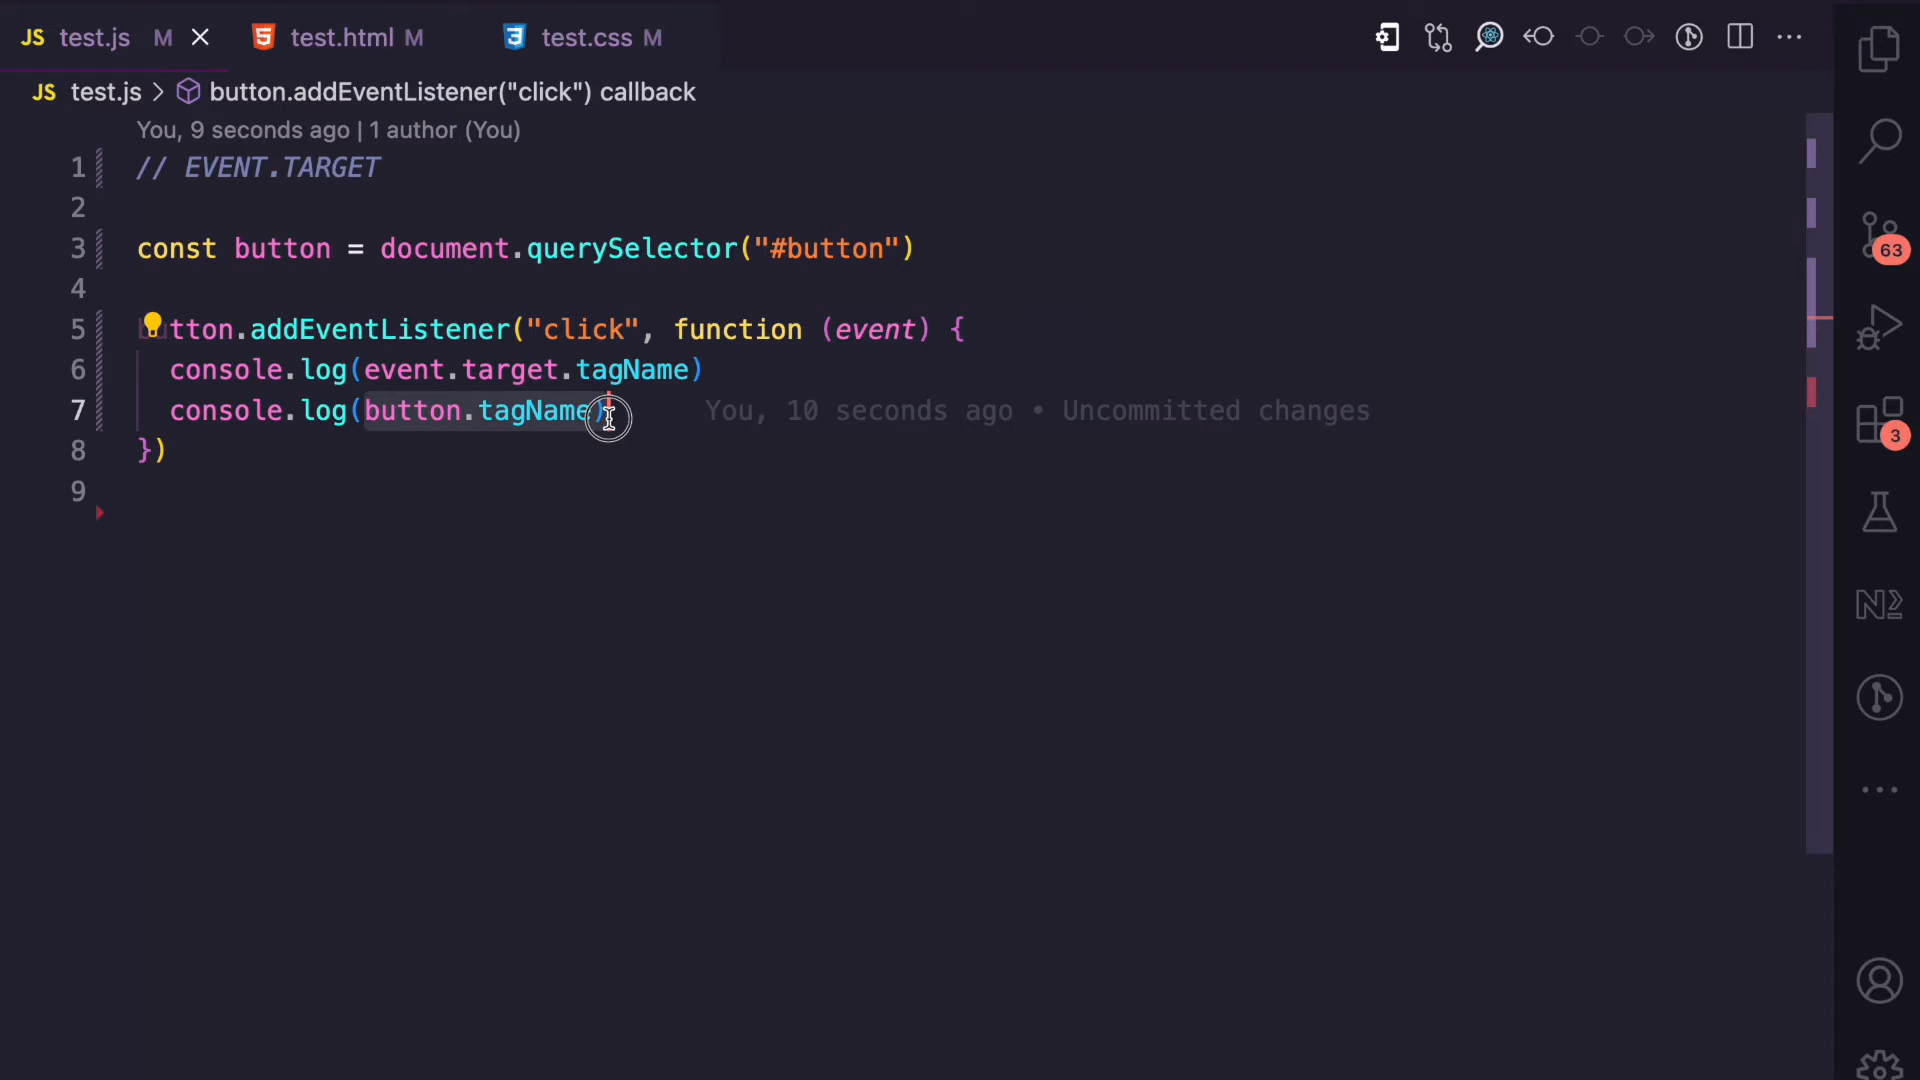 JS test.js M
test.html M
test.css M
JS test.js > button.addEventListener("click") callback
You, 9 seconds ago | 1 author (You)
1 // EVENT.TARGET
2
3 const button = document.querySelector("#button")
4
5 button.addEventListener("click", function (event) {
6 console.log(event.target.tagName)
7 console.log(button.tagName) You, 10 seconds ago • Uncommitted changes
8 })
9
63
3